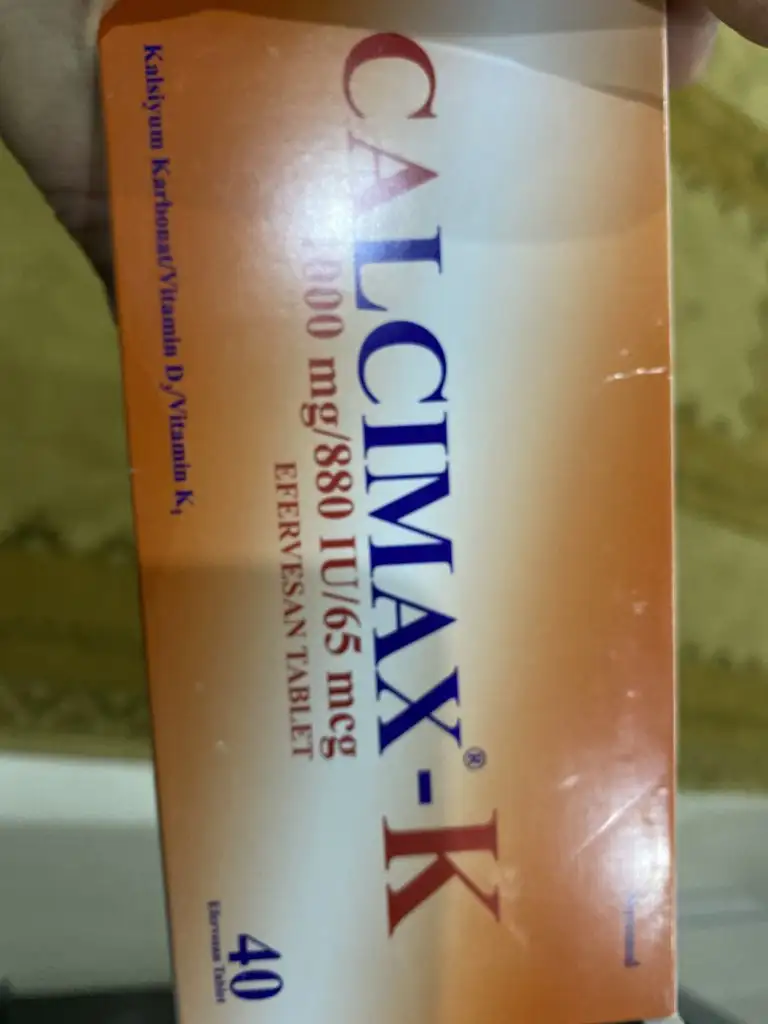 CALCIMAX®-K
1000 mg/880 IU/65 mcg
EFERVESAN TABLET
Kalsiyum Karbonat/Vitamin D₃/Vitamin K₁
40
Efervesan Tablet